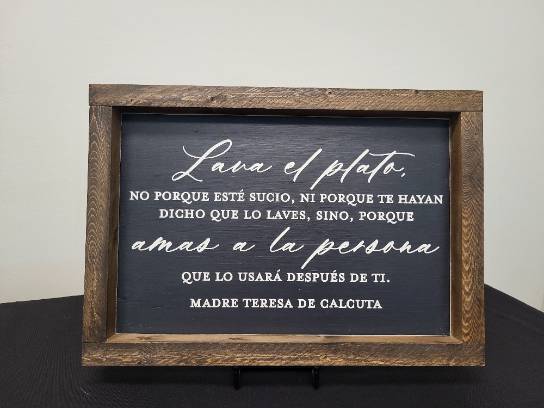 Lava el plato,
NO PORQUE ESTÉ SUCIO, NI PORQUE TE HAYAN
DICHO QUE LO LAVES, SINO, PORQUE
amas a la persona
QUE LO USARÁ DESPUÉS DE TI.
MADRE TERESA DE CALCUTA